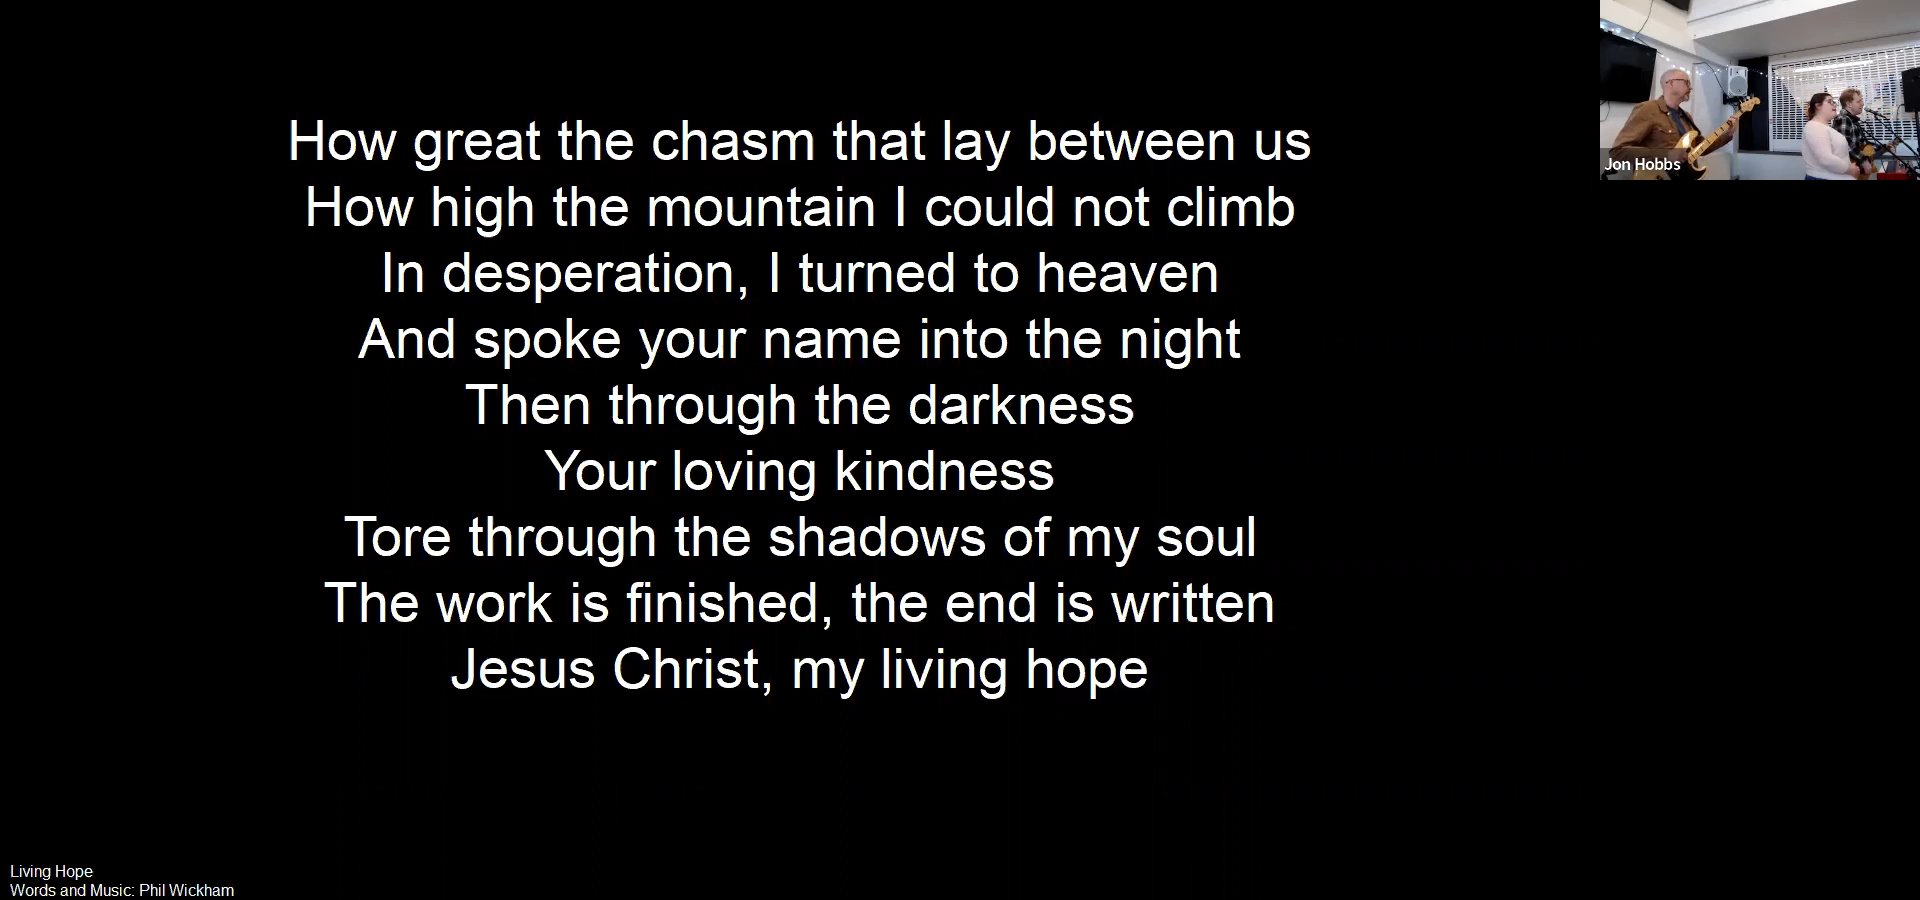 How great the chasm that lay between us
How high the mountain I could not climb
In desperation, I turned to heaven
And spoke your name into the night
Then through the darkness
Your loving kindness
Tore through the shadows of my soul
The work is finished, the end is written
Jesus Christ, my living hope
Jon Hobbs
Living Hope
Words and Music: Phil Wickham